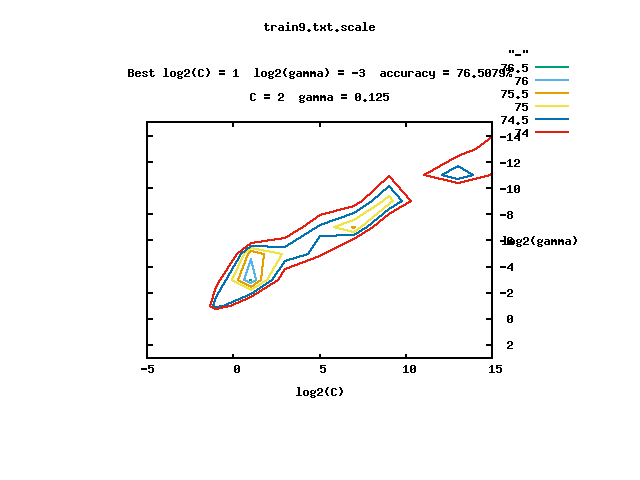 train9.txt.scale
"-"
Best log2(C) = 1  log2(gamma) = -3  accuracy = 76.5079%
76.5
76
C = 2  gamma = 0.125
75.5
75
74.5
74
-14
-12
-10
-8
-6
log2(gamma)
-4
-2
0
2
-5 0 5 10 15
log2(C)